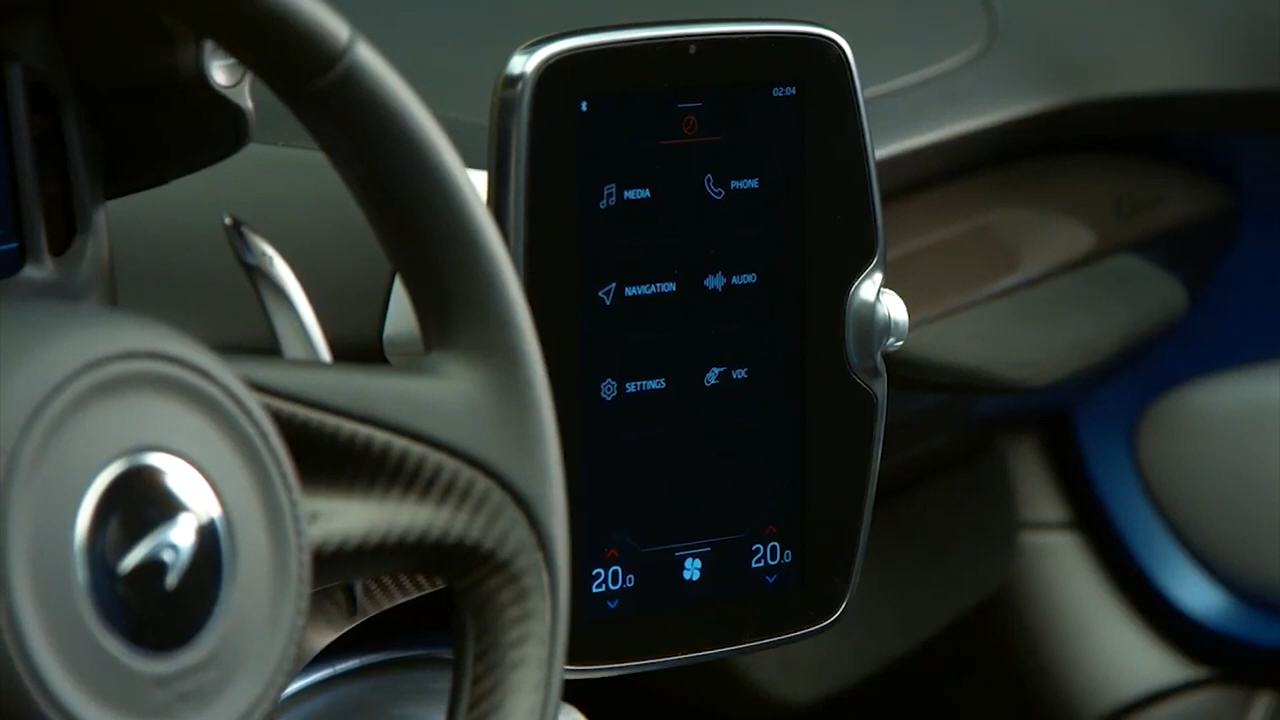 02:04
MEDIA
PHONE
NAVIGATION
AUDIO
SETTINGS
VDC
20.0
20.0